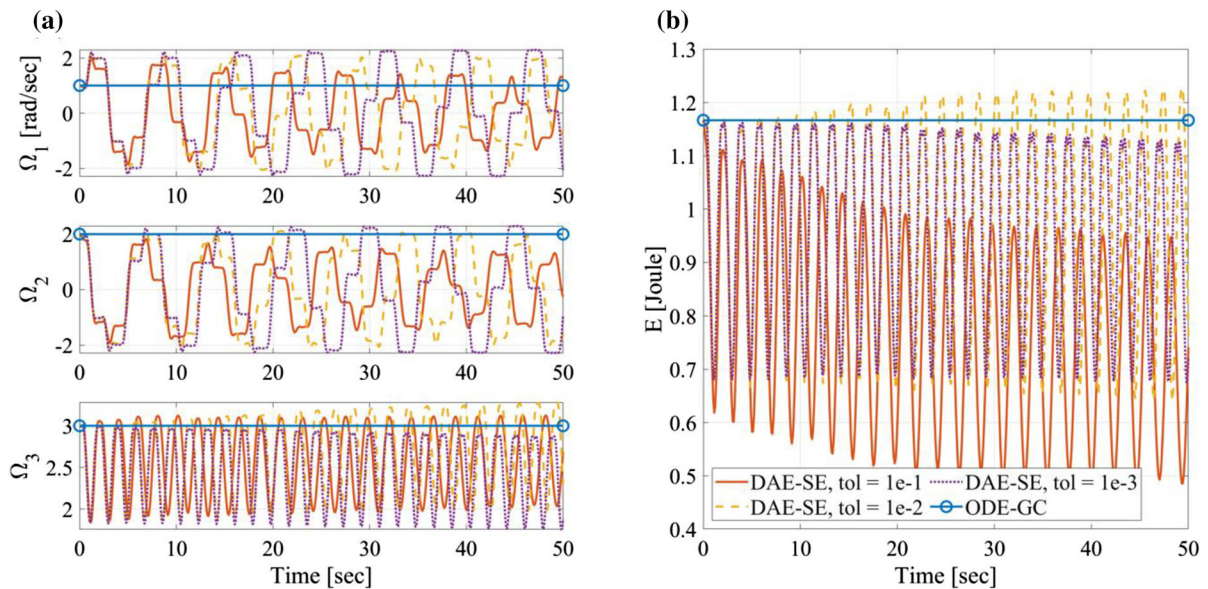 (a)
2
0
-2
Ω1 [rad/sec]
0 10 20 30 40 50
2
0
-2
Ω2
0 10 20 30 40 50
3
2.5
2
Ω3
0 10 20 30 40 50
Time [sec]
(b)
1.3
1.2
1.1
1
0.9
0.8
0.7
0.6
0.5
0.4
E [Joule]
DAE-SE, tol = 1e-1 DAE-SE, tol = 1e-3
DAE-SE, tol = 1e-2 ODE-GC
0 10 20 30 40 50
Time [sec]